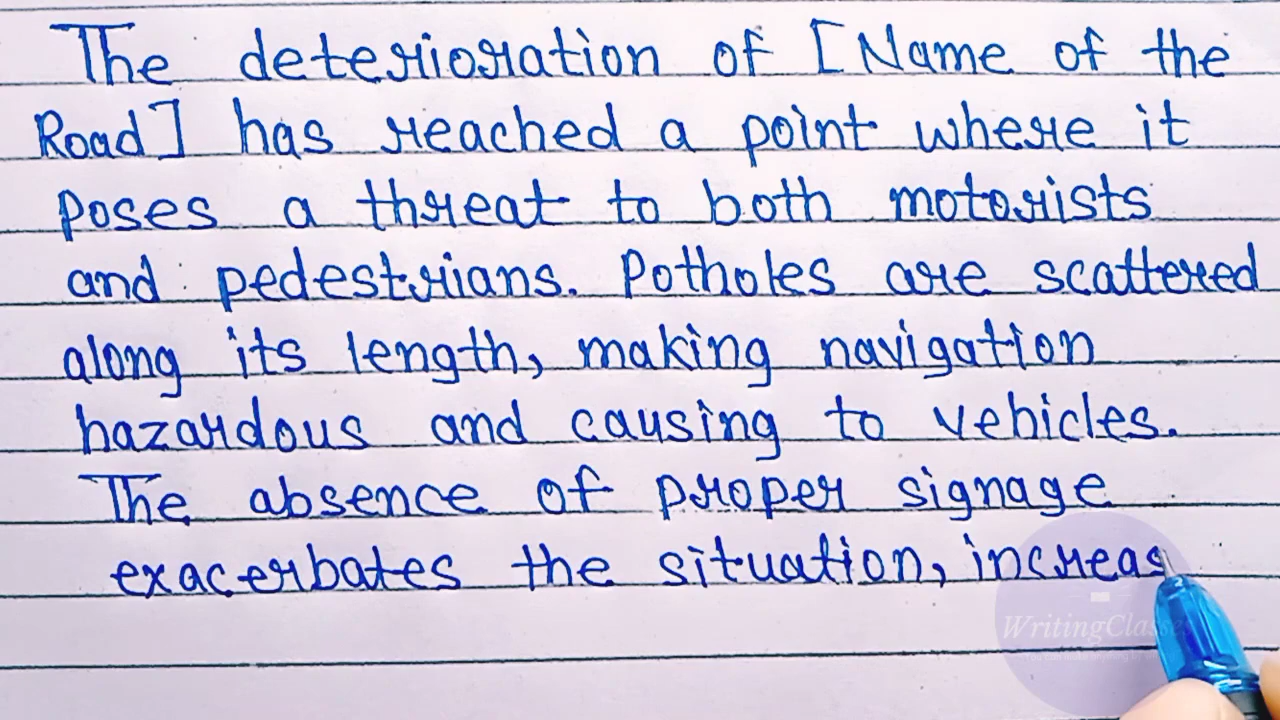 The deterioration of [Name of the
Road] has reached a point where it
poses a threat to both motorists
and pedestrians. Potholes are scattered
along its length, making navigation
hazardous and causing to vehicles.
The absence of proper signage
exacerbates the situation, increas
WritingClasses